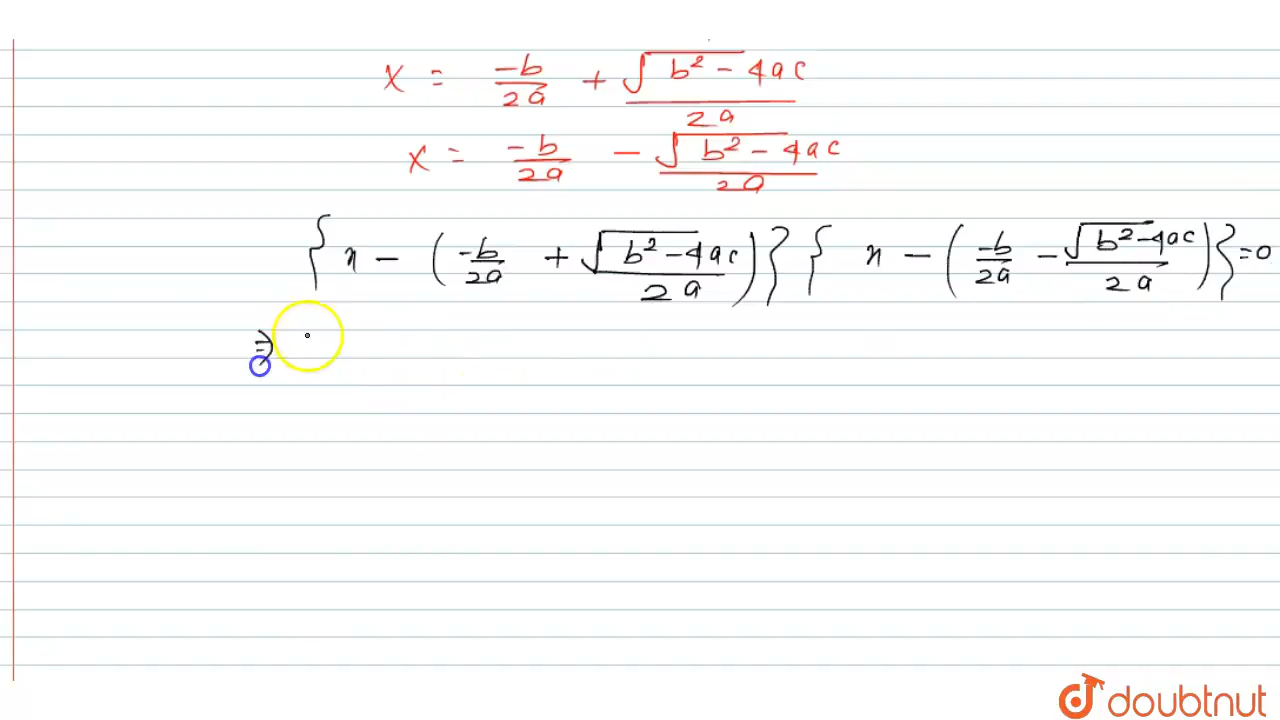 x = -b/2a + √(b² - 4ac)/2a
x = -b/2a - √(b² - 4ac)/2a
{x - (-b/2a + √(b² - 4ac)/2a)} {x - (-b/2a - √(b² - 4ac)/2a)} = 0
⇒
doubtnut